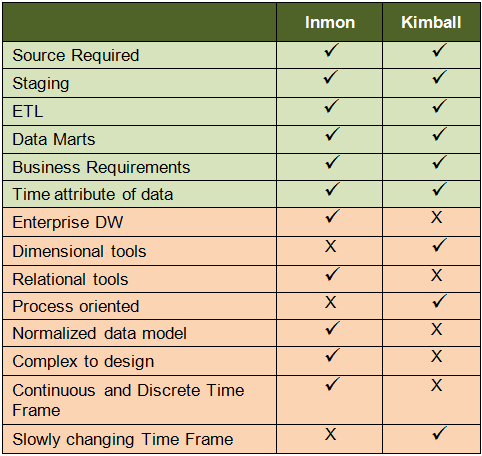 Inmon Kimball
Source Required ✓ ✓
Staging ✓ ✓
ETL ✓ ✓
Data Marts ✓ ✓
Business Requirements ✓ ✓
Time attribute of data ✓ ✓
Enterprise DW ✓ X
Dimensional tools X ✓
Relational tools ✓ X
Process oriented X ✓
Normalized data model ✓ X
Complex to design ✓ X
Continuous and Discrete Time ✓ X
Frame
Slowly changing Time Frame X ✓